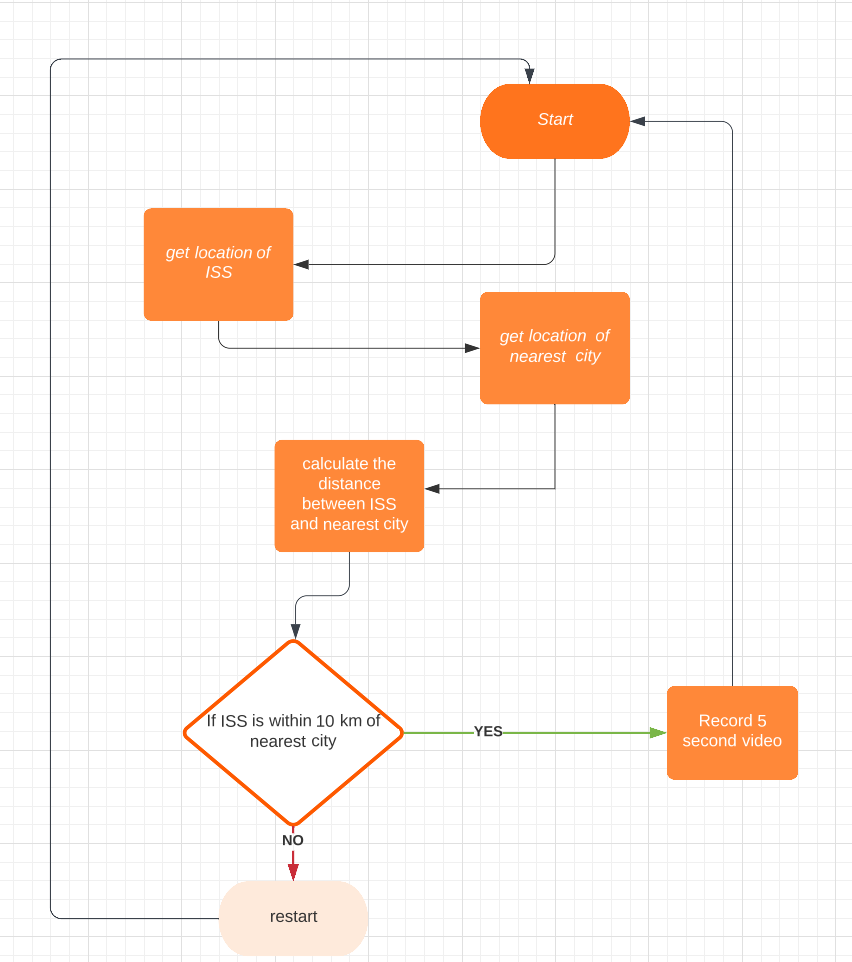 Start
get location of
ISS
get location of
nearest city
calculate the
distance
between ISS
and nearest city
If ISS is within 10 km of
nearest city
YES
Record 5
second video
NO
restart